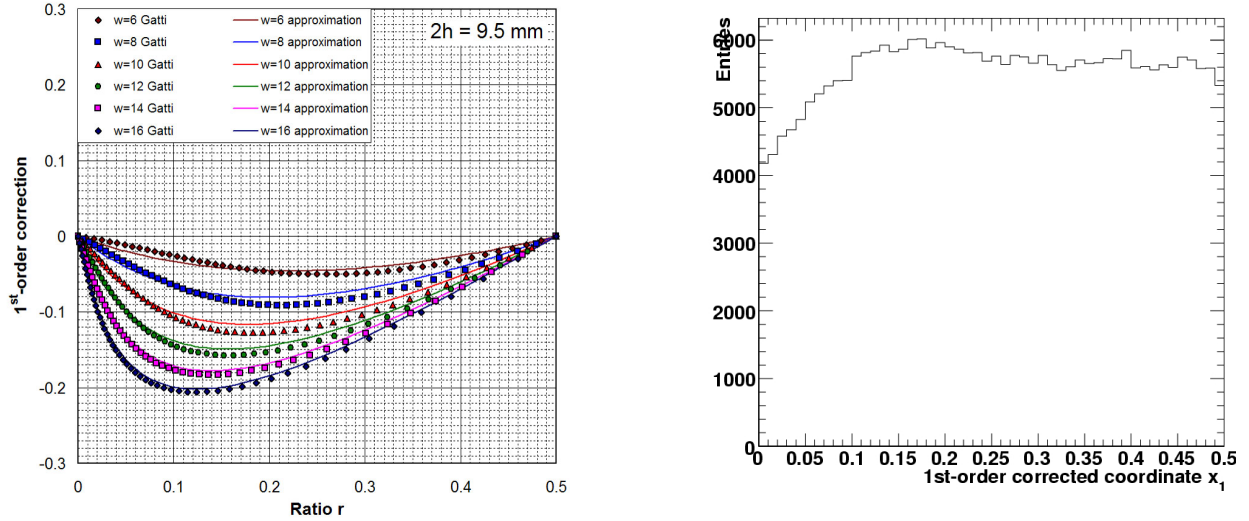 0.3
0.2
0.1
0
-0.1
-0.2
-0.3
1st-order correction
w=6 Gatti w=6 approximation
w=8 Gatti w=8 approximation
w=10 Gatti w=10 approximation
w=12 Gatti w=12 approximation
w=14 Gatti w=14 approximation
w=16 Gatti w=16 approximation
2h = 9.5 mm
0 0.1 0.2 0.3 0.4 0.5
Ratio r
Entries
6000
5000
4000
3000
2000
1000
0
0 0.05 0.1 0.15 0.2 0.25 0.3 0.35 0.4 0.45 0.5
1st-order corrected coordinate x1